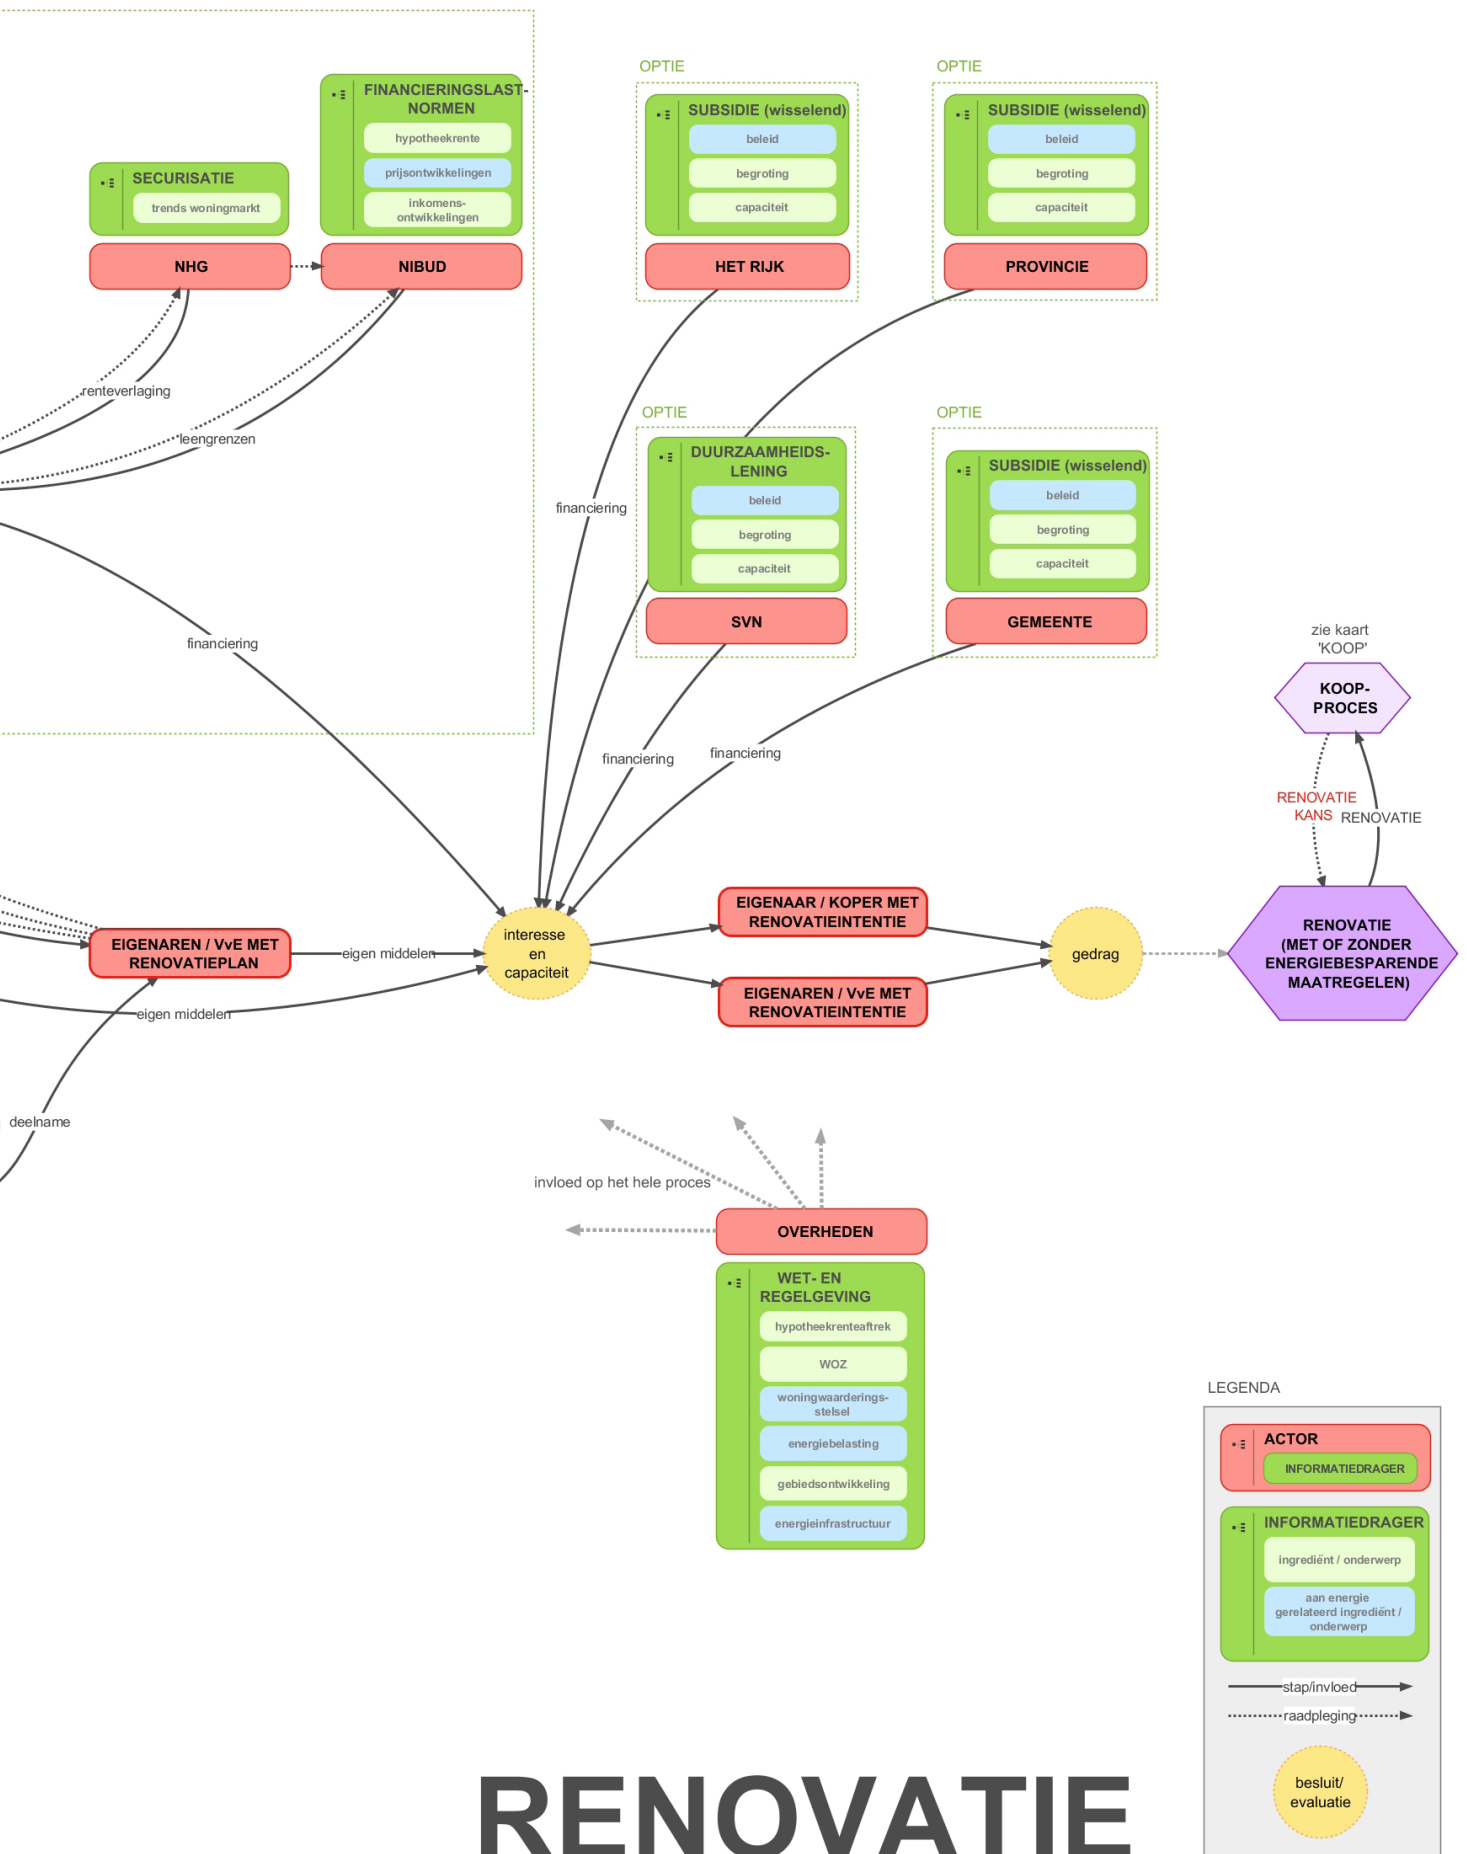 OPTIE
OPTIE
FINANCIERINGSLAST-
NORMEN
hypotheekrente
prijsontwikkelingen
inkomens-
ontwikkelingen
SUBSIDIE (wisselend)
beleid
begroting
capaciteit
SUBSIDIE (wisselend)
beleid
begroting
capaciteit
SECURISATIE
trends woningmarkt
NHG
NIBUD
HET RIJK
PROVINCIE
renteverlaging
leengrenzen
OPTIE
OPTIE
DUURZAAMHEIDS-
LENING
beleid
begroting
capaciteit
SUBSIDIE (wisselend)
beleid
begroting
capaciteit
financiering
SVN
GEMEENTE
financiering
financiering
financiering
zie kaart
'KOOP'
KOOP-
PROCES
RENOVATIE
KANS
RENOVATIE
EIGENAREN / VvE MET
RENOVATIEPLAN
eigen middelen
eigen middelen
interesse
en
capaciteit
EIGENAAR / KOPER MET
RENOVATIEINTENTIE
EIGENAREN / VvE MET
RENOVATIEINTENTIE
gedrag
RENOVATIE
(MET OF ZONDER
ENERGIEBESPARENDE
MAATREGELEN)
deelname
invloed op het hele proces
OVERHEDEN
WET- EN
REGELGEVING
hypotheekrenteaftrek
WOZ
woningwaarderings-
stelsel
energiebelasting
gebiedsontwikkeling
energieinfrastructuur
LEGENDA
ACTOR
INFORMATIEDRAGER
INFORMATIEDRAGER
ingrediënt / onderwerp
aan energie
gerelateerd ingrediënt /
onderwerp
stap/invloed
raadpleging
besluit/
evaluatie
RENOVATIE